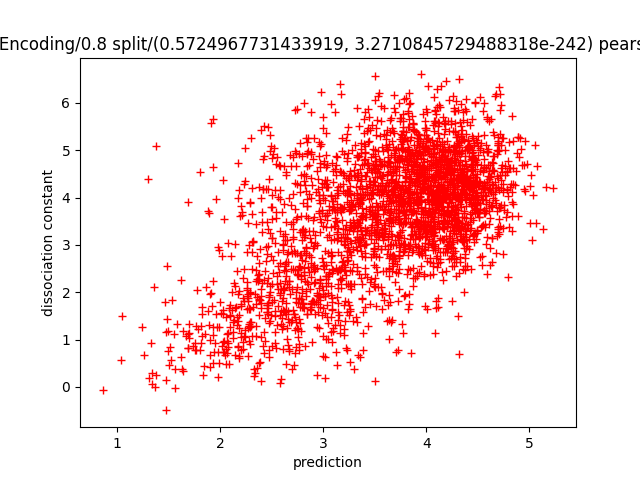 Encoding/0.8 split/(0.5724967731433919, 3.2710845729488318e-242) pears
dissociation constant
6
5
4
3
2
1
0
1 2 3 4 5
prediction